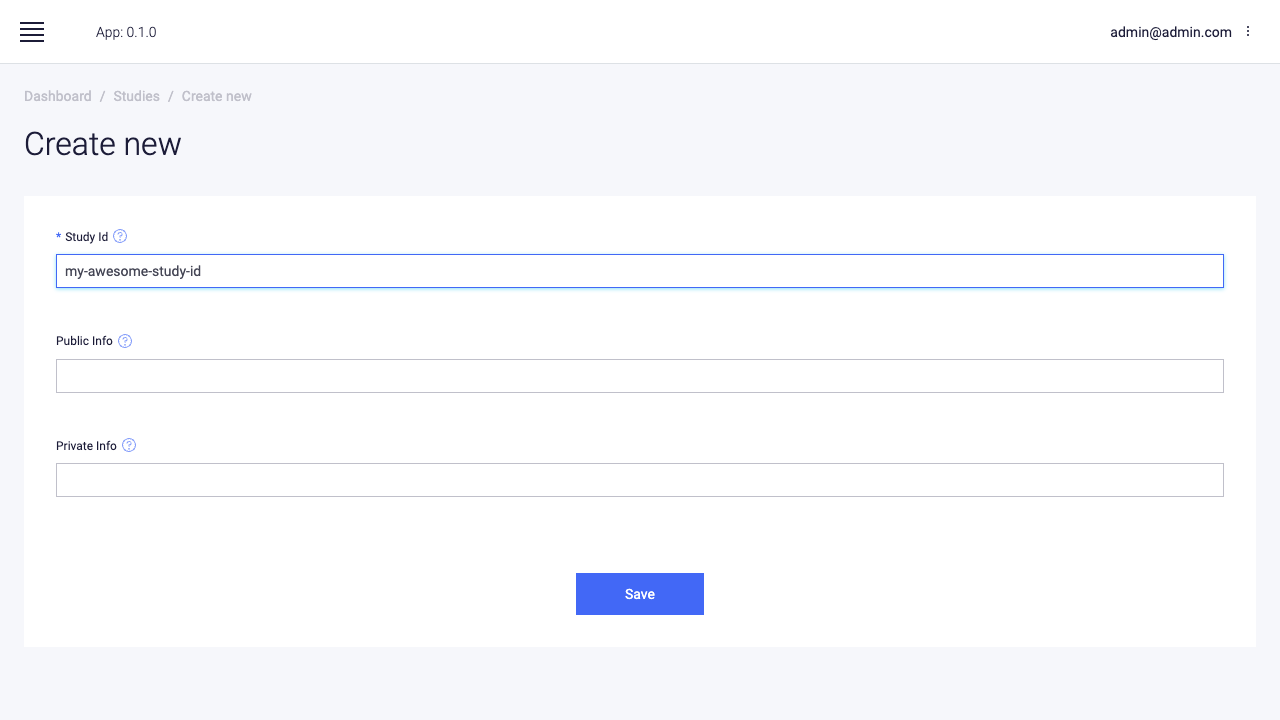 App: 0.1.0
admin@admin.com
Dashboard / Studies / Create new
Create new
* Study Id ?
my-awesome-study-id
Public Info ?
Private Info ?
Save